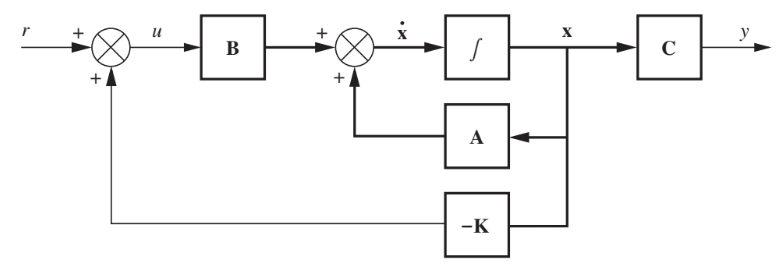 r + u B + ẋ ∫ x C y
+ +
A
−K